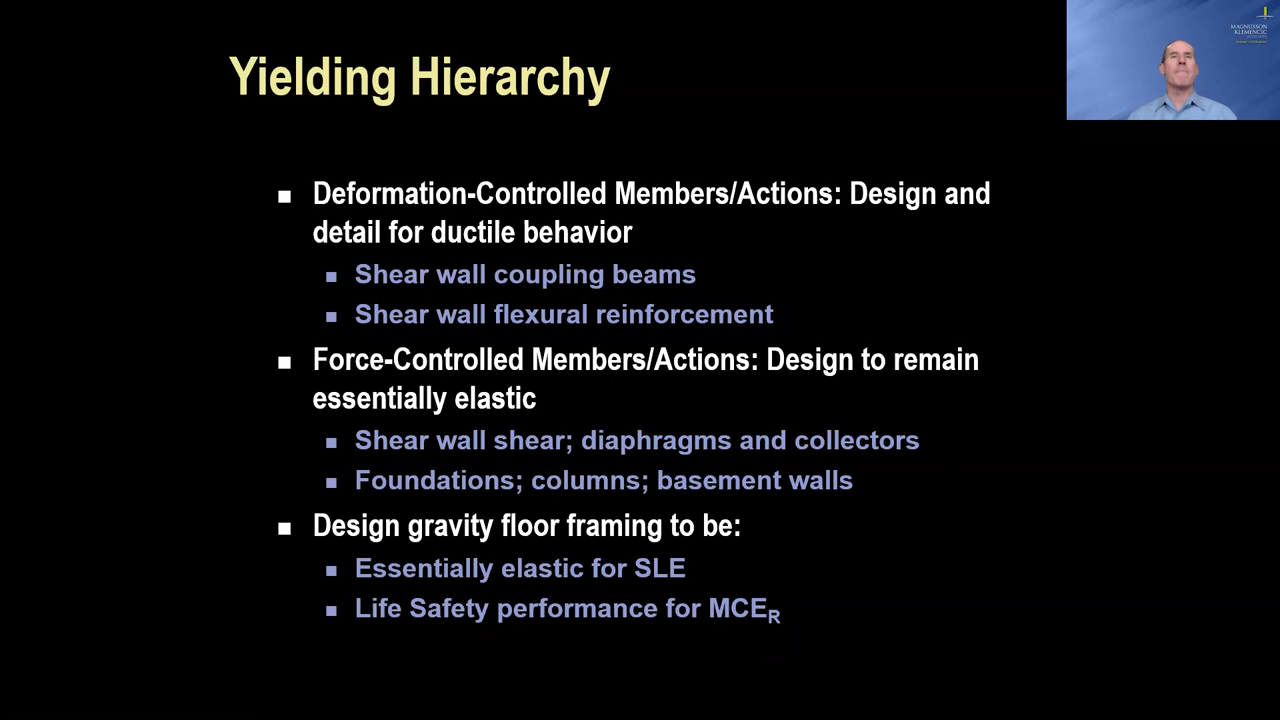 Yielding Hierarchy
MAGNUSSON
KLEMENCIC
Deformation-Controlled Members/Actions: Design and
detail for ductile behavior
Shear wall coupling beams
Shear wall flexural reinforcement
Force-Controlled Members/Actions: Design to remain
essentially elastic
Shear wall shear; diaphragms and collectors
Foundations; columns; basement walls
Design gravity floor framing to be:
Essentially elastic for SLE
Life Safety performance for MCER